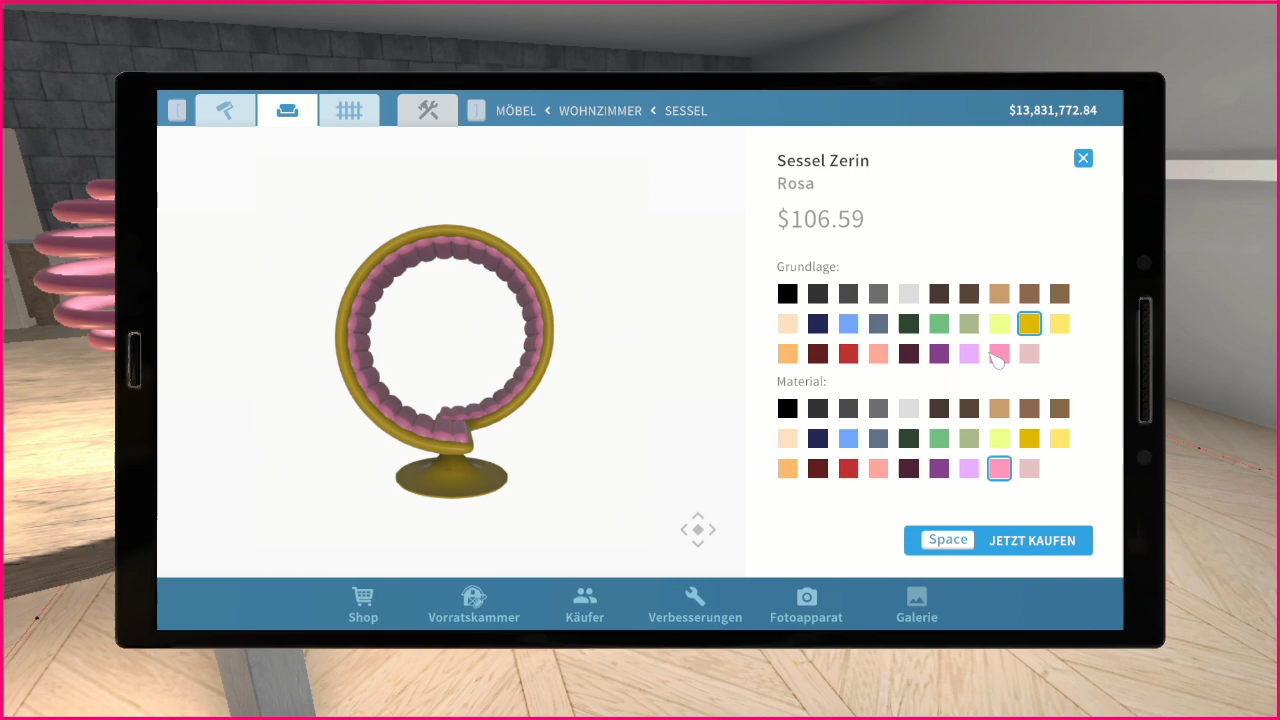 MÖBEL < WOHNZIMMER < SESSEL
$13,831,772.84
Sessel Zerin
Rosa
$106.59
Grundlage:
Material:
Space JETZT KAUFEN
Shop
Vorratskammer
Käufer
Verbesserungen
Fotoapparat
Galerie